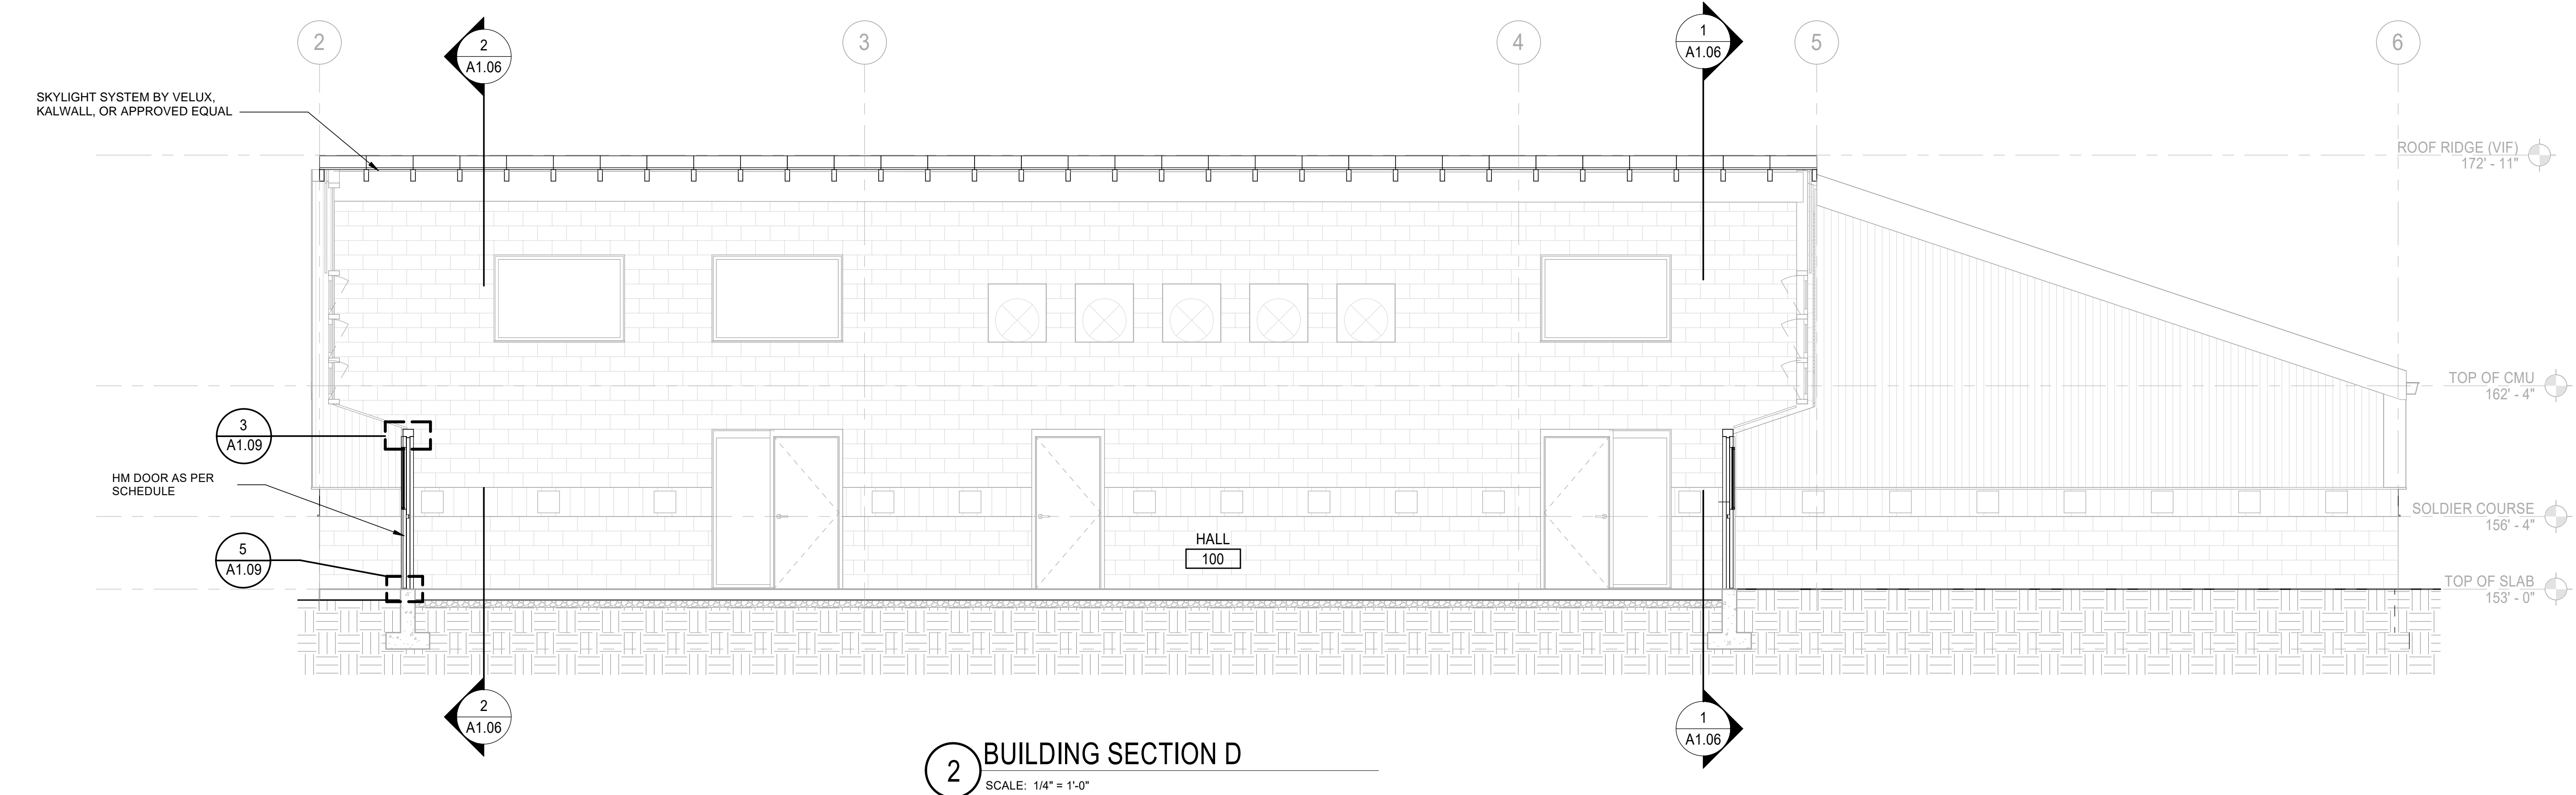 2
3
4
5
6
2
A1.06
1
A1.06
SKYLIGHT SYSTEM BY VELUX,
KALWALL, OR APPROVED EQUAL
ROOF RIDGE (VIF)
172' - 11"
TOP OF CMU
162' - 4"
3
A1.09
HM DOOR AS PER
SCHEDULE
SOLDIER COURSE
156' - 4"
HALL
100
5
A1.09
TOP OF SLAB
153' - 0"
2
A1.06
1
A1.06
2
BUILDING SECTION D
SCALE: 1/4" = 1'-0"